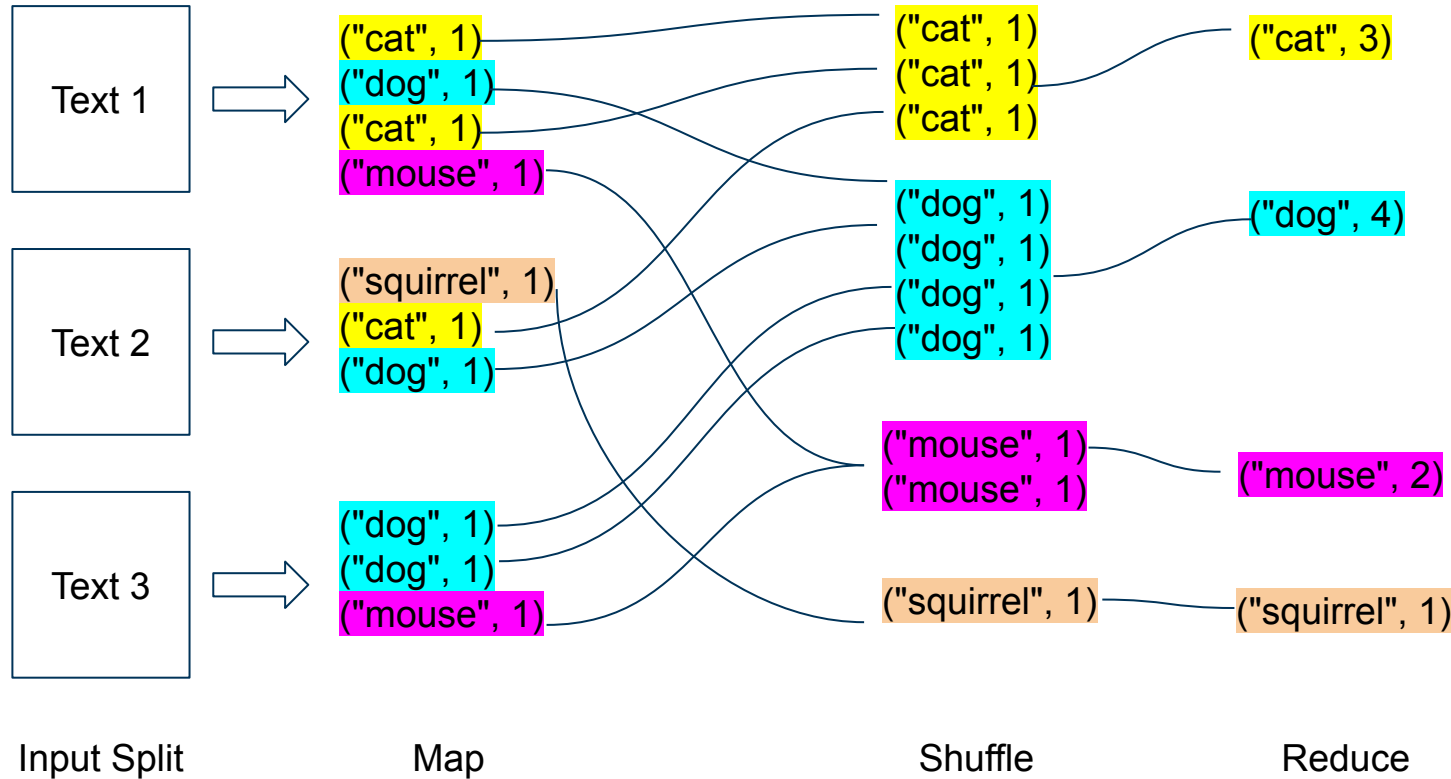 Text 1
("cat", 1)
("dog", 1)
("cat", 1)
("mouse", 1)
Text 2
("squirrel", 1)
("cat", 1)
("dog", 1)
Text 3
("dog", 1)
("dog", 1)
("mouse", 1)
("cat", 1)
("cat", 1)
("cat", 1)
("dog", 1)
("dog", 1)
("dog", 1)
("dog", 1)
("mouse", 1)
("mouse", 1)
("squirrel", 1)
("cat", 3)
("dog", 4)
("mouse", 2)
("squirrel", 1)
Input Split
Map
Shuffle
Reduce